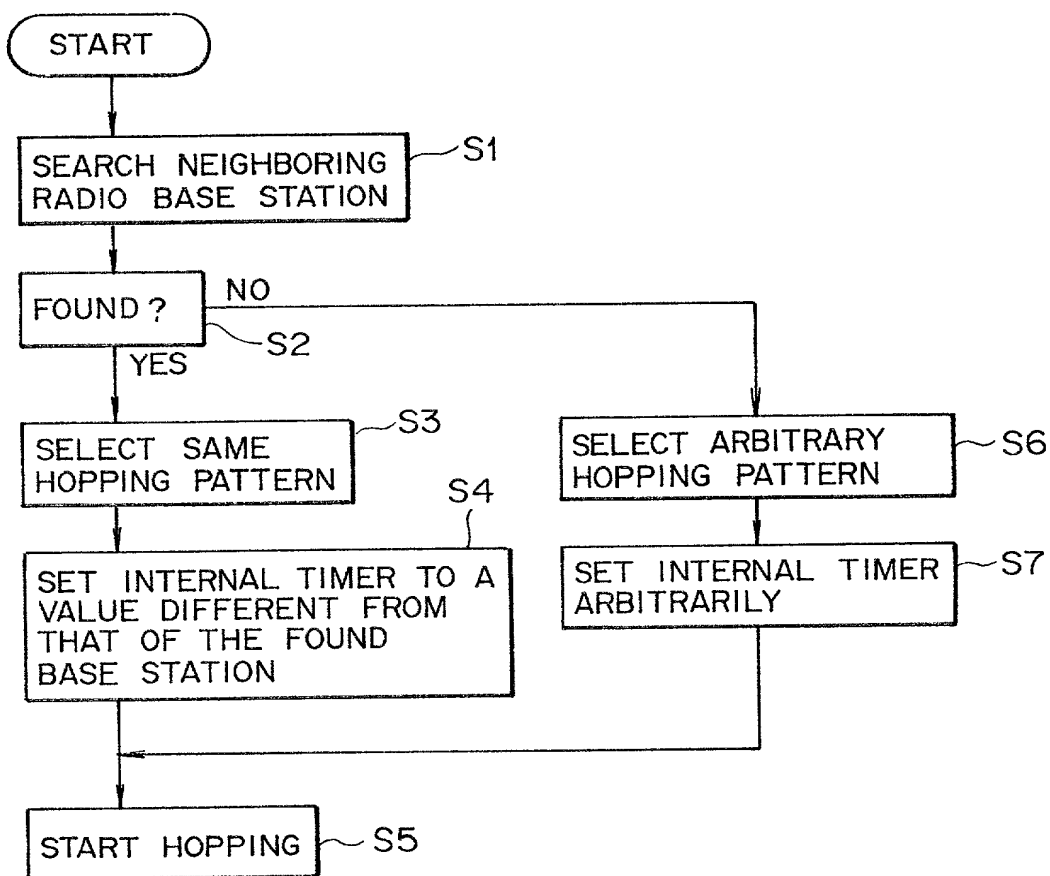 START
SEARCH NEIGHBORING
RADIO BASE STATION
S1
FOUND?
NO
S2
YES
SELECT SAME
HOPPING PATTERN
S3
SET INTERNAL TIMER TO A
VALUE DIFFERENT FROM
THAT OF THE FOUND
BASE STATION
S4
SELECT ARBITRARY
HOPPING PATTERN
S6
SET INTERNAL TIMER
ARBITRARILY
S7
START HOPPING
S5